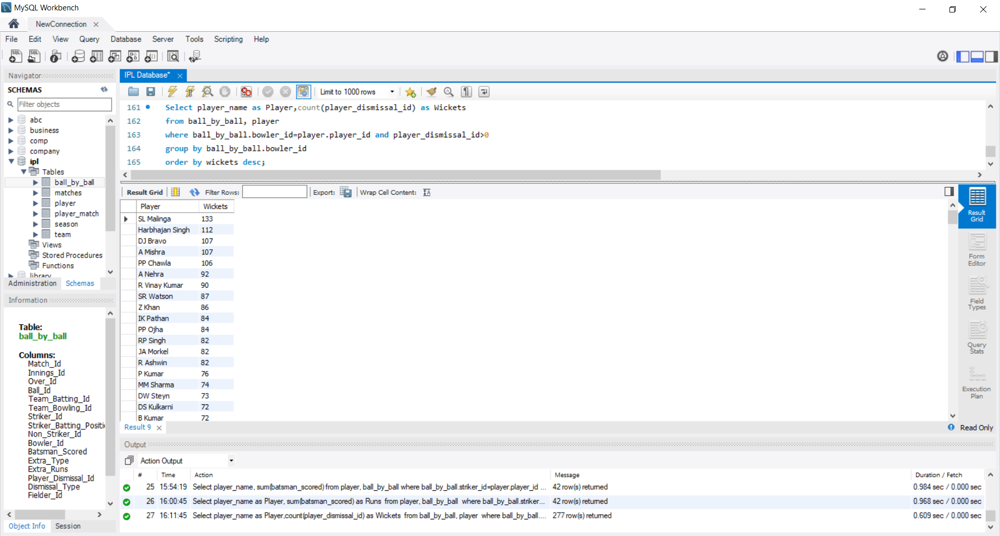 MySQL Workbench
NewConnection
File Edit View Query Database Server Tools Scripting Help
Navigator
SCHEMAS
Filter objects
abc
business
comp
company
ipl
Tables
ball_by_ball
matches
player
player_match
season
team
Views
Stored Procedures
Functions
library
Administration Schemas
Information
Table:
ball_by_ball
Columns:
Match_Id
Innings_Id
Over_Id
Ball_Id
Team_Batting_Id
Team_Bowling_Id
Striker_Id
Striker_Batting_Positi
Non_Striker_Id
Bowler_Id
Batsman_Scored
Extra_Type
Extra_Runs
Player_Dismissal_Id
Dismissal_Type
Fielder_Id
Object Info Session
IPL Database*
Limit to 1000 rows
161 Select player_name as Player,count(player_dismissal_id) as Wickets
162 from ball_by_ball, player
163 where ball_by_ball.bowler_id=player.player_id and player_dismissal_id>0
164 group by ball_by_ball.bowler_id
165 order by wickets desc;
Result Grid Filter Rows: Export: Wrap Cell Content:
Player Wickets
SL Malinga 133
Harbhajan Singh 112
DJ Bravo 107
A Mishra 107
PP Chawla 106
A Nehra 92
R Vinay Kumar 90
SR Watson 87
Z Khan 86
IK Pathan 84
PP Ojha 84
RP Singh 82
JA Morkel 82
R Ashwin 82
P Kumar 76
MM Sharma 74
DW Steyn 73
DS Kulkarni 72
B Kumar 72
Result
Grid
Form
Editor
Field
Types
Query
Stats
Execution
Plan
Result 9
Read Only
Output
Action Output
# Time Action Message Duration / Fetch
25 15:54:19 Select player_name, sum(batsman_scored) from player, ball_by_ball where ball_by_ball.striker_id=player.player_id ... 42 row(s) returned 0.984 sec / 0.000 sec
26 16:00:45 Select player_name as Player, sum(batsman_scored) as Runs from player, ball_by_ball where ball_by_ball.striker... 42 row(s) returned 0.968 sec / 0.000 sec
27 16:11:45 Select player_name as Player,count(player_dismissal_id) as Wickets from ball_by_ball, player where ball_by_ball.... 277 row(s) returned 0.609 sec / 0.000 sec